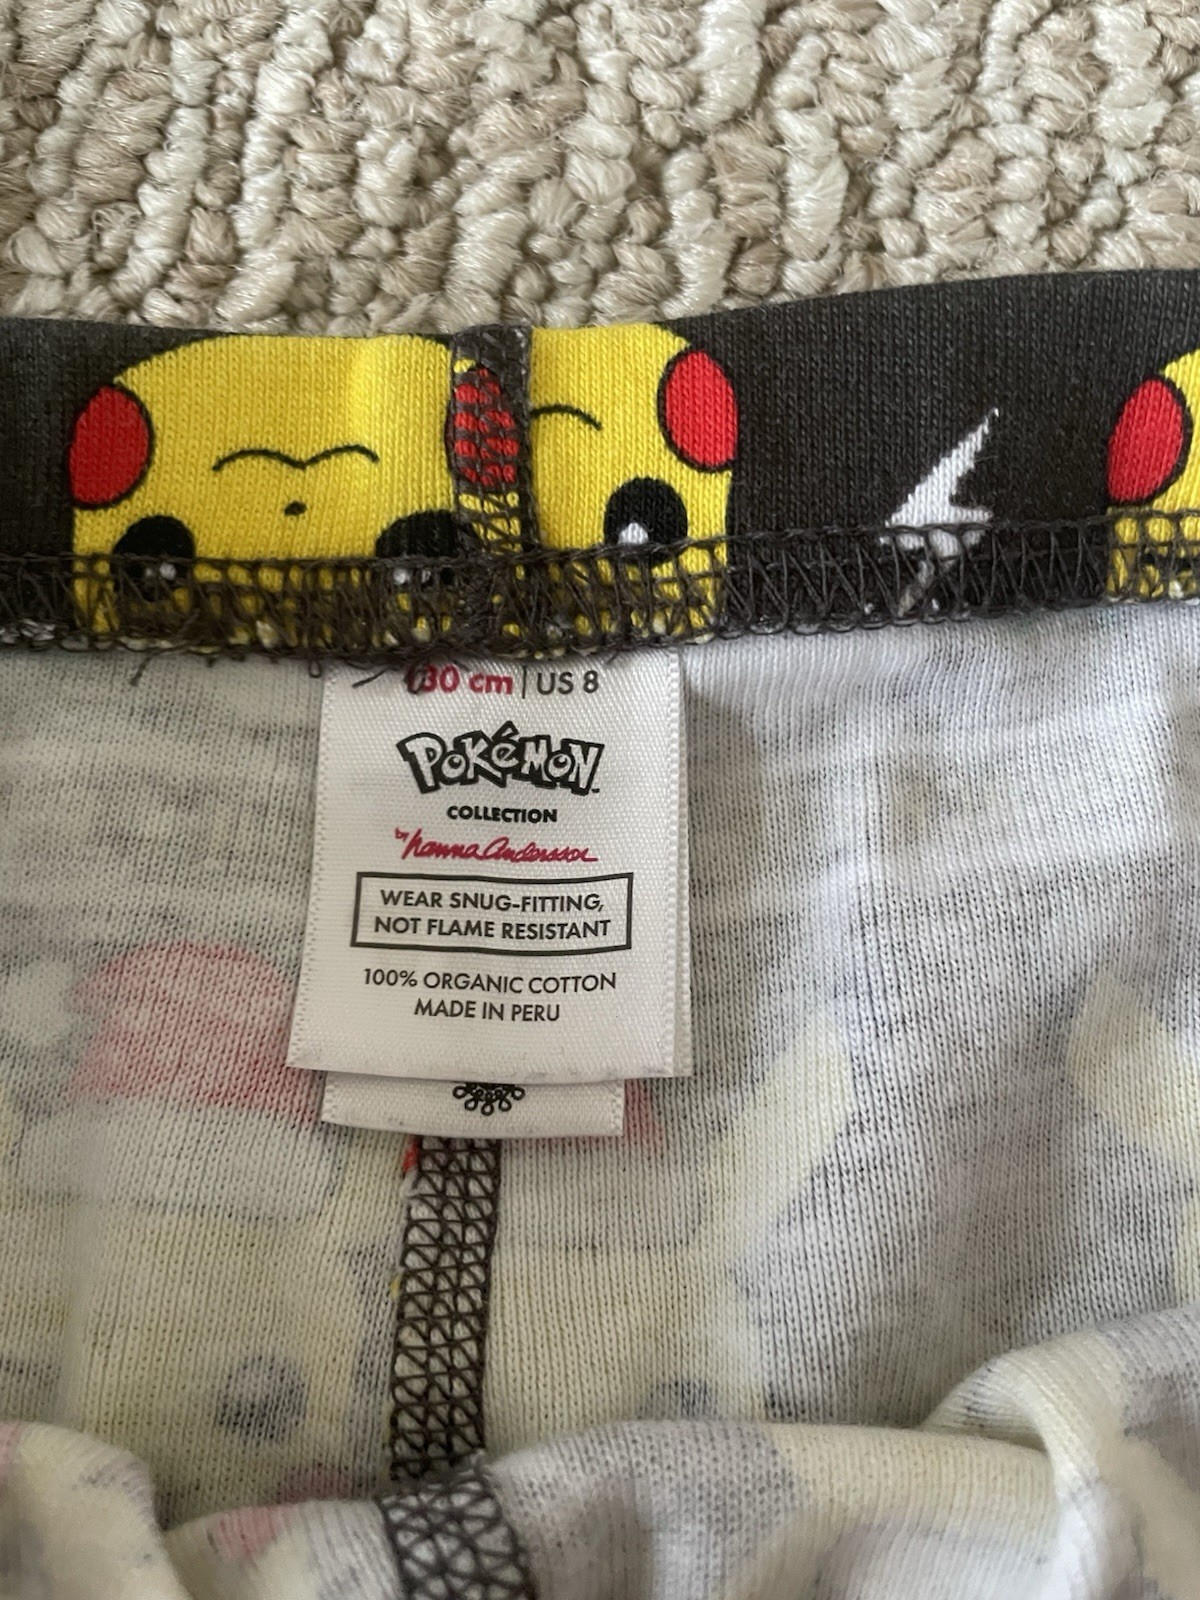 130 cm | US 8
POKéMON
COLLECTION
by Hanna Andersson
WEAR SNUG-FITTING,
NOT FLAME RESISTANT
100% ORGANIC COTTON
MADE IN PERU